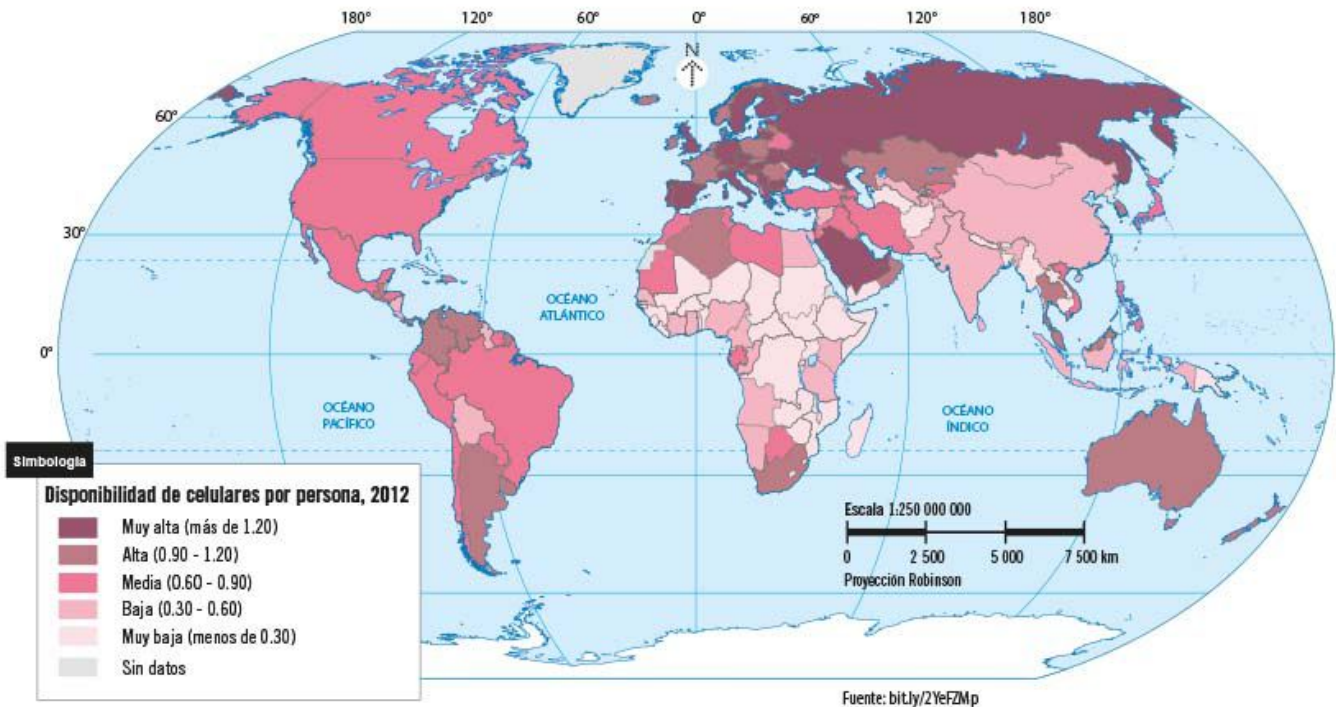 180° 120° 60° 0° 60° 120° 180°
N
60°
30°
OCÉANO
ATLÁNTICO
0°
OCÉANO
PACÍFICO
OCÉANO
ÍNDICO
Simbología
Disponibilidad de celulares por persona, 2012
Muy alta (más de 1.20)
Alta (0.90 - 1.20)
Media (0.60 - 0.90)
Baja (0.30 - 0.60)
Muy baja (menos de 0.30)
Sin datos
Escala 1:250 000 000
0 2 500 5 000 7 500 km
Proyección Robinson
Fuente: bit.ly/2YeFZMp